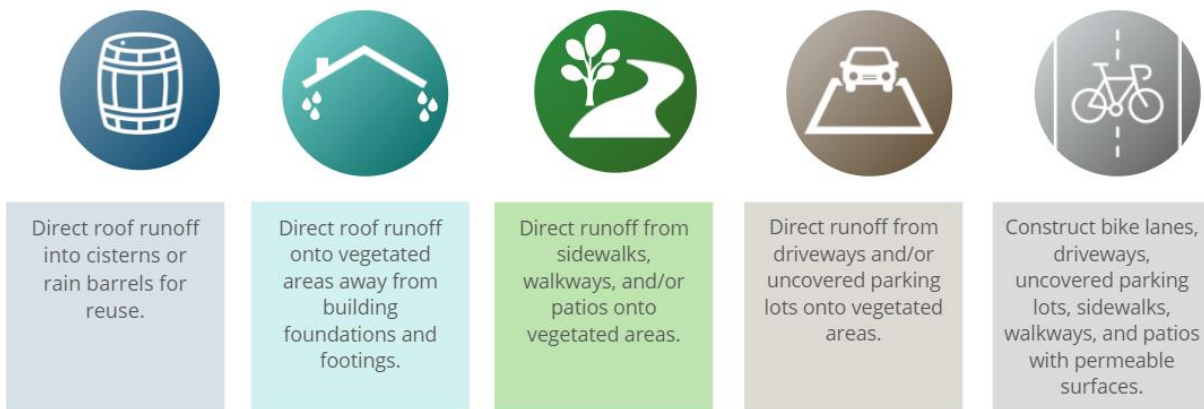 Direct roof runoff
into cisterns or
rain barrels for
reuse.
Direct roof runoff
onto vegetated
areas away from
building
foundations and
footings.
Direct runoff from
sidewalks,
walkways, and/or
patios onto
vegetated areas.
Direct runoff from
driveways and/or
uncovered parking
lots onto vegetated
areas.
Construct bike lanes,
driveways,
uncovered parking
lots, sidewalks,
walkways, and patios
with permeable
surfaces.